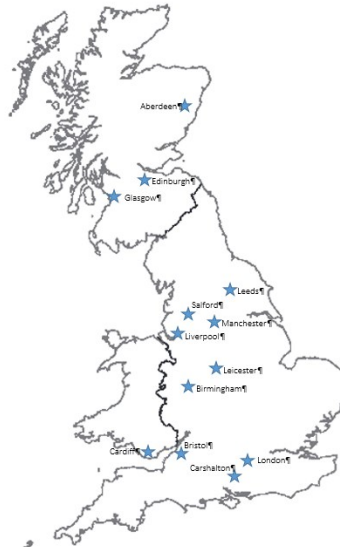 Aberdeen¶
Edinburgh¶
Glasgow¶
Leeds¶
Salford¶
Manchester¶
Liverpool¶
Leicester¶
Birmingham¶
Cardiff¶
Bristol¶
London¶
Carshalton¶